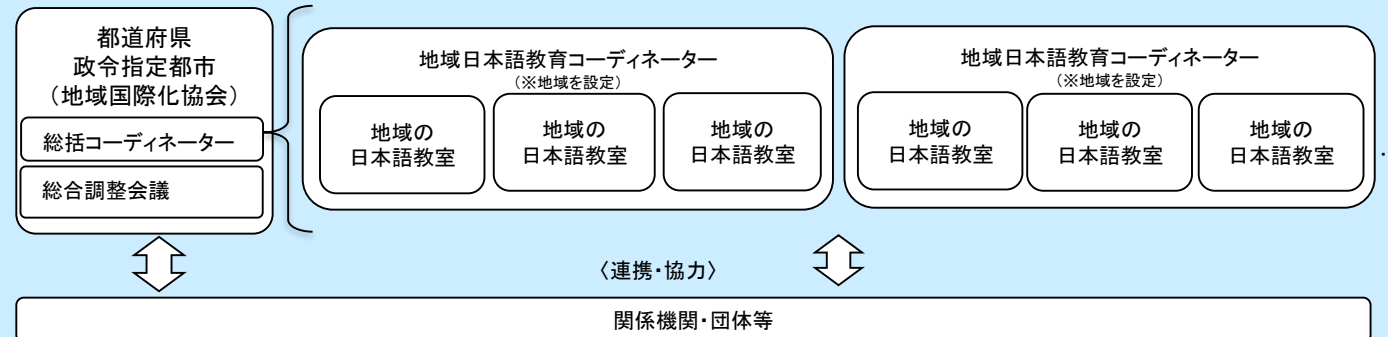 都道府県
政令指定都市
（地域国際化協会）
総括コーディネーター
総合調整会議
地域日本語教育コーディネーター
（※地域を設定）
地域の
日本語教室
地域の
日本語教室
地域の
日本語教室
地域日本語教育コーディネーター
（※地域を設定）
地域の
日本語教室
地域の
日本語教室
地域の
日本語教室
〈連携・協力〉
関係機関・団体等